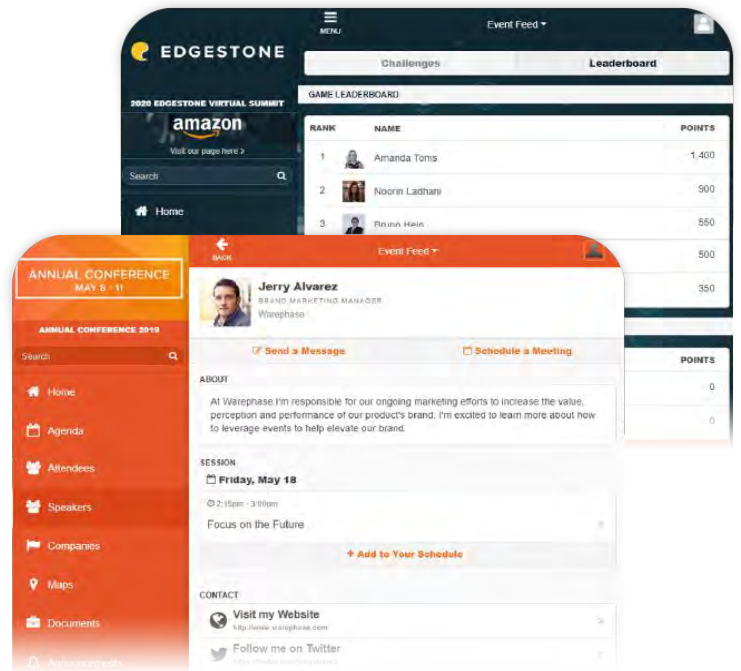 MENU
Event Feed
EDGESTONE
Challenges
Leaderboard
2020 EDGESTONE VIRTUAL SUMMIT
GAME LEADERBOARD
amazon
Visit our page here >
RANK NAME POINTS
1 Amanda Toms 1,400
Search
2 Noorin Ladhani 900
Home
3 Bruno Hein 550
500
350
POINTS
0
0
ANNUAL CONFERENCE
MAY 8 - 11
ANNUAL CONFERENCE 2019
Search
Home
Agenda
Attendees
Speakers
Companies
Maps
Documents
Announcements
BACK
Event Feed
Jerry Alvarez
BRAND MARKETING MANAGER
Warephase
Send a Message
Schedule a Meeting
ABOUT
At Warephase I'm responsible for our ongoing marketing efforts to increase the value,
perception and performance of our product's brand. I'm excited to learn more about how
to leverage events to help elevate our brand.
SESSION
Friday, May 18
2:15pm - 3:00pm
Focus on the Future
+ Add to Your Schedule
CONTACT
Visit my Website
http://www.warephase.com
Follow me on Twitter